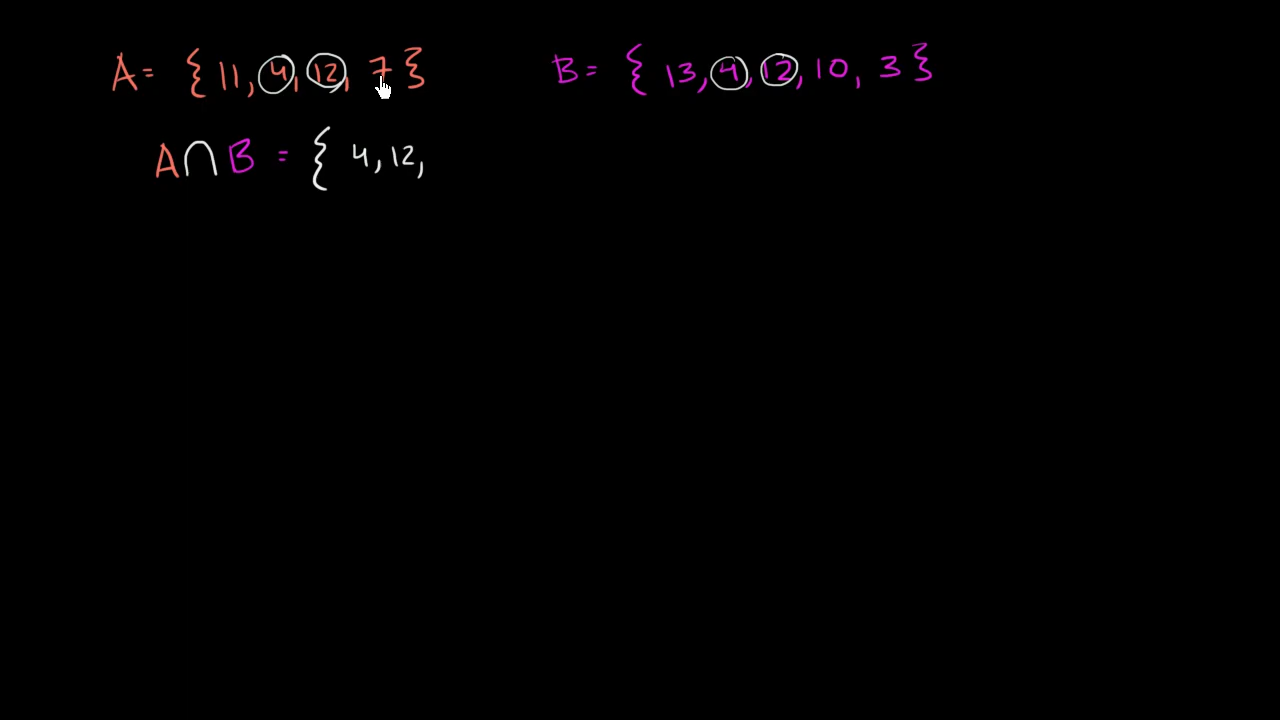 A = { 11, 4, 12, 7 } B = { 13, 4, 12, 10, 3 }
A ∩ B = { 4, 12,